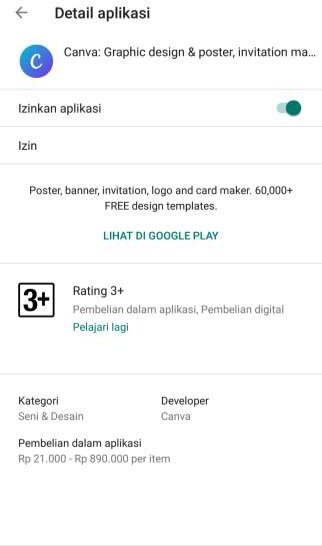 Detail aplikasi
Canva: Graphic design & poster, invitation ma...
Izinkan aplikasi
Izin
Poster, banner, invitation, logo and card maker. 60,000+
FREE design templates.
LIHAT DI GOOGLE PLAY
3+
Rating 3+
Pembelian dalam aplikasi, Pembelian digital
Pelajari lagi
Kategori
Seni & Desain
Developer
Canva
Pembelian dalam aplikasi
Rp 21.000 - Rp 890.000 per item